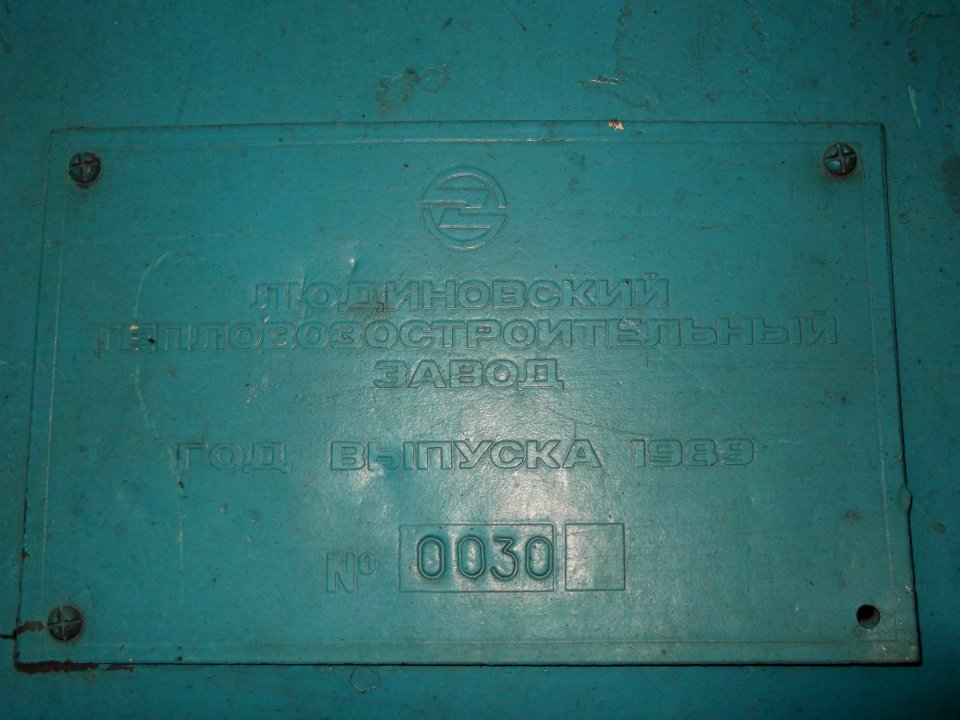 ЛЮДИНОВСКИЙ
ТЕПЛОВОЗОСТРОИТЕЛЬНЫЙ
ЗАВОД
ГОД ВЫПУСКА 1989
№ 0030